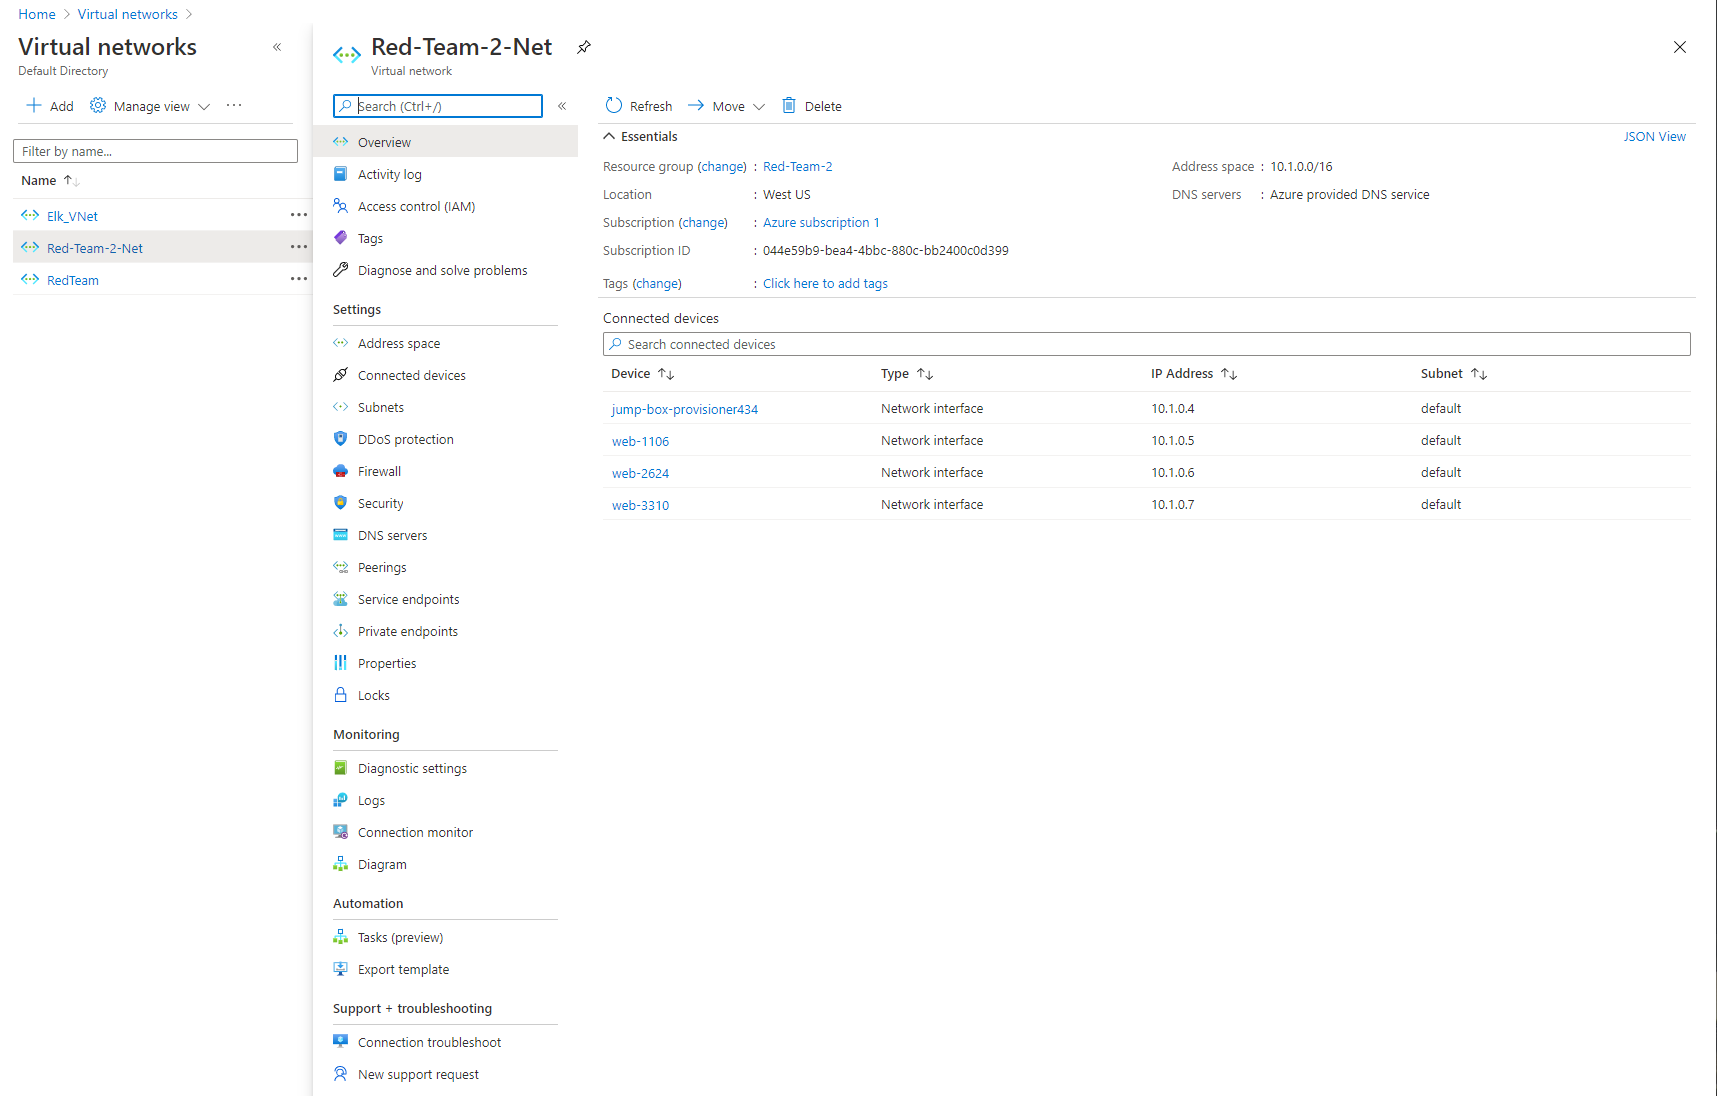 Home > Virtual networks >
Virtual networks «
Default Directory
+ Add Manage view ...
Filter by name...
Name ↑↓
Elk_VNet ...
Red-Team-2-Net ...
RedTeam ...
Red-Team-2-Net
Virtual network
Search (Ctrl+/) «
Overview
Activity log
Access control (IAM)
Tags
Diagnose and solve problems
Settings
Address space
Connected devices
Subnets
DDoS protection
Firewall
Security
DNS servers
Peerings
Service endpoints
Private endpoints
Properties
Locks
Monitoring
Diagnostic settings
Logs
Connection monitor
Diagram
Automation
Tasks (preview)
Export template
Support + troubleshooting
Connection troubleshoot
New support request
Refresh Move Delete
Essentials JSON View
Resource group (change) : Red-Team-2 Address space : 10.1.0.0/16
Location : West US DNS servers : Azure provided DNS service
Subscription (change) : Azure subscription 1
Subscription ID : 044e59b9-bea4-4bbc-880c-bb2400c0d399
Tags (change) : Click here to add tags
Connected devices
Search connected devices
Device ↑↓ Type ↑↓ IP Address ↑↓ Subnet ↑↓
jump-box-provisioner434 Network interface 10.1.0.4 default
web-1106 Network interface 10.1.0.5 default
web-2624 Network interface 10.1.0.6 default
web-3310 Network interface 10.1.0.7 default